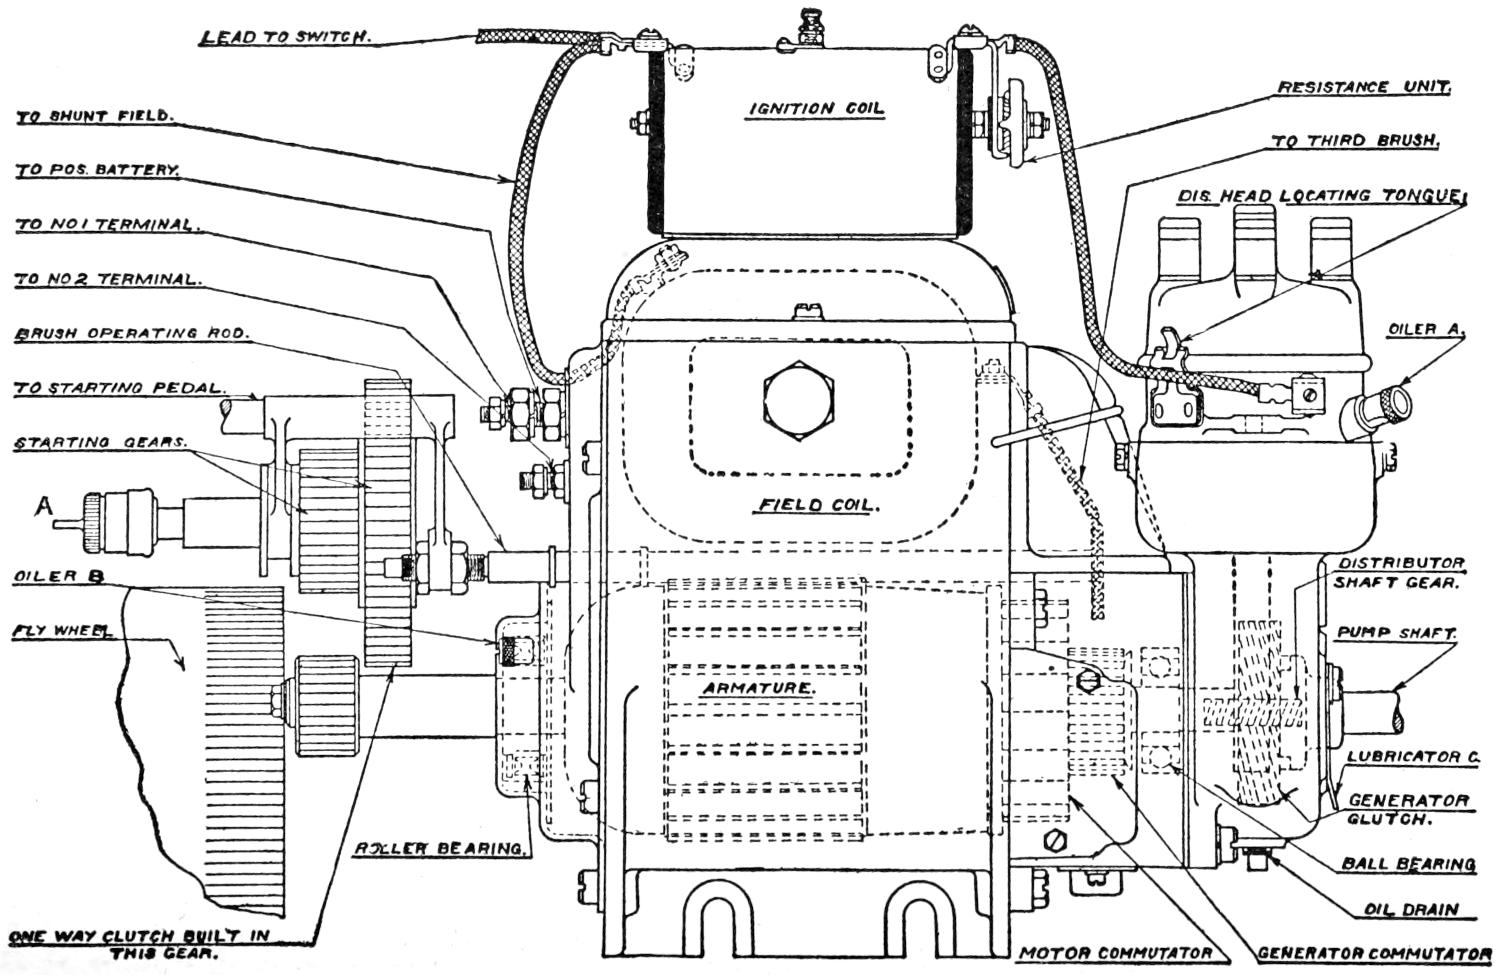 LEAD TO SWITCH.
TO SHUNT FIELD.
TO POS. BATTERY.
TO NO 1 TERMINAL.
TO NO 2 TERMINAL.
BRUSH OPERATING ROD.
TO STARTING PEDAL.
STARTING GEARS.
A
OILER B
FLY WHEEL
ROLLER BEARING.
ONE WAY CLUTCH BUILT IN
THIS GEAR.
IGNITION COIL
FIELD COIL.
ARMATURE.
RESISTANCE UNIT.
TO THIRD BRUSH.
DIS. HEAD LOCATING TONGUE.
OILER A.
DISTRIBUTOR
SHAFT GEAR.
PUMP SHAFT.
LUBRICATOR C.
GENERATOR
CLUTCH.
BALL BEARING
OIL DRAIN
MOTOR COMMUTATOR
GENERATOR COMMUTATOR